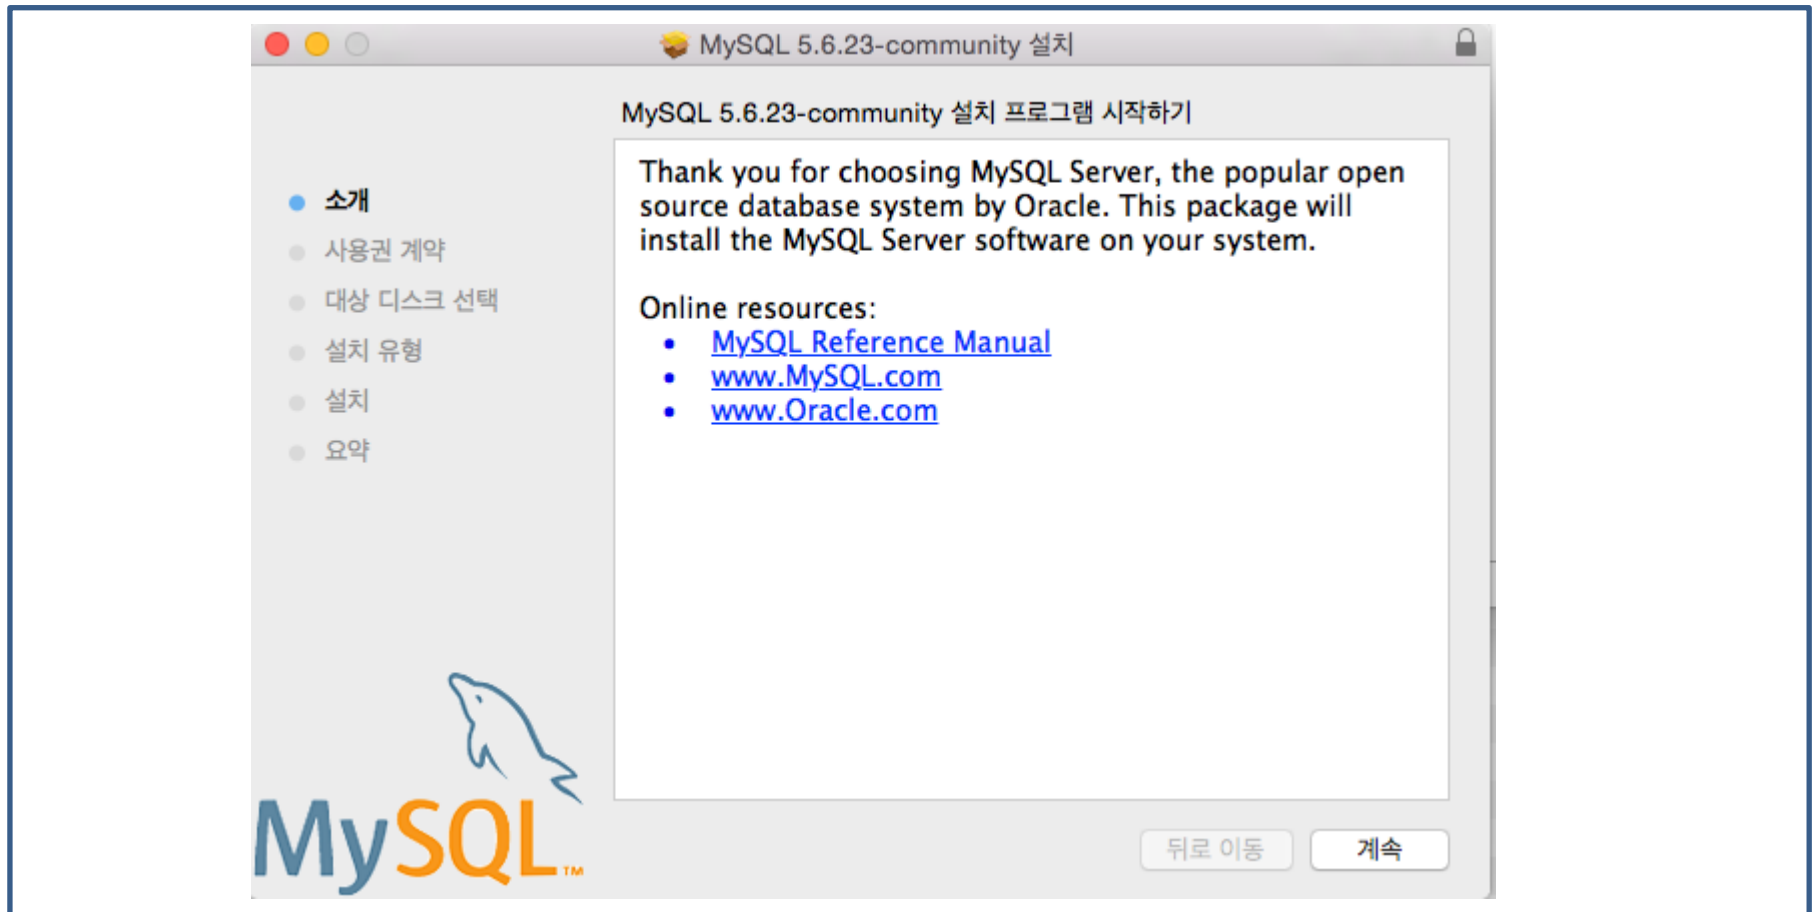 MySQL 5.6.23-community 설치
MySQL 5.6.23-community 설치 프로그램 시작하기
소개
사용권 계약
대상 디스크 선택
설치 유형
설치
요약
Thank you for choosing MySQL Server, the popular open
source database system by Oracle. This package will
install the MySQL Server software on your system.
Online resources:
• MySQL Reference Manual
• www.MySQL.com
• www.Oracle.com
MySQL™
뒤로 이동
계속